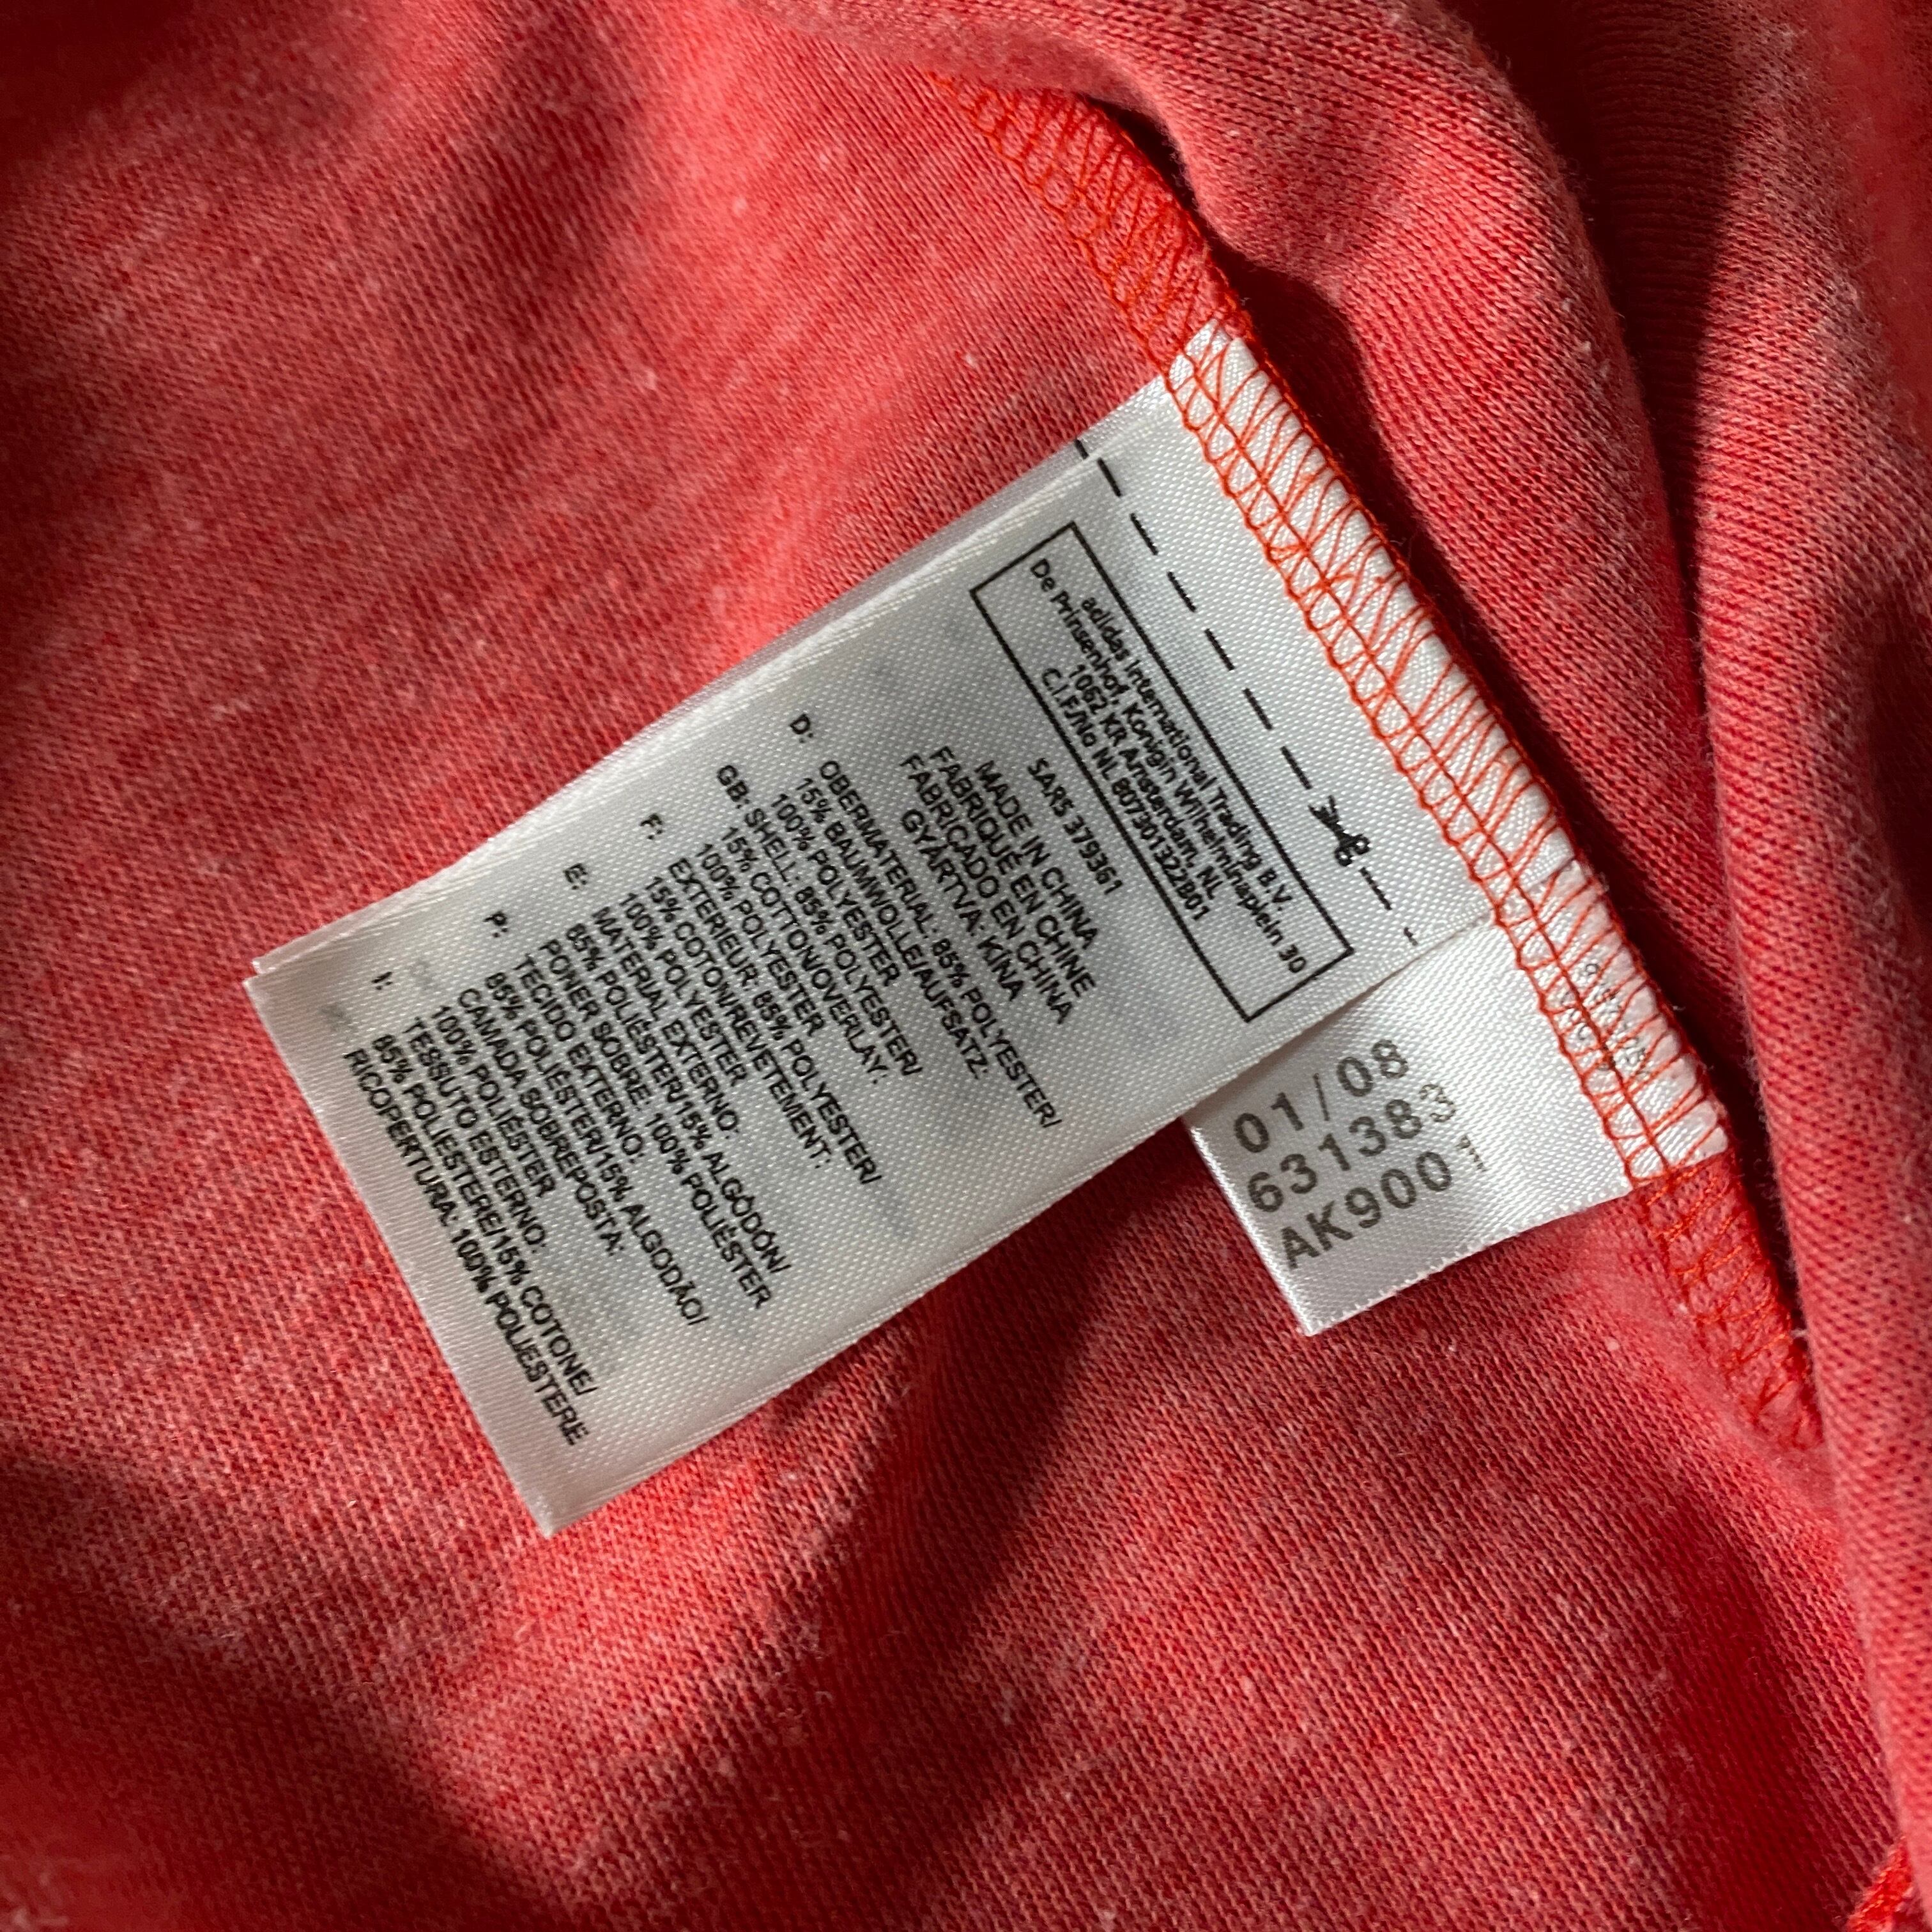 adidas International Trading B.V.
De Prinsenhof, Koningin Wilhelminaplein 30
1062 KR Amsterdam, NL
C.I.F./No NL 807301322B01
SARS 379361
MADE IN CHINA
FABRIQUÉ EN CHINE
FABRICADO EN CHINA
GYÁRTVA: KÍNA
D: OBERMATERIAL: 85% POLYESTER/
15% BAUMWOLLE/AUFSATZ:
100% POLYESTER
GB: SHELL: 85% POLYESTER/
15% COTTON/OVERLAY:
100% POLYESTER
F: EXTERIEUR: 85% POLYESTER/
15% COTON/REVETEMENT:
100% POLYESTER
E: MATERIAL EXTERNO:
85% POLIÉSTER/15% ALGODÓN/
PONER SOBRE: 100% POLIÉSTER
P: TECIDO EXTERNO:
85% POLIÉSTER/15% ALGODÃO/
CAMADA SOBREPOSTA:
100% POLIÉSTER
I: TESSUTO ESTERNO:
85% POLIESTERE/15% COTONE/
RICOPERTURA: 100% POLIESTERE
01/08
631383
AK9001